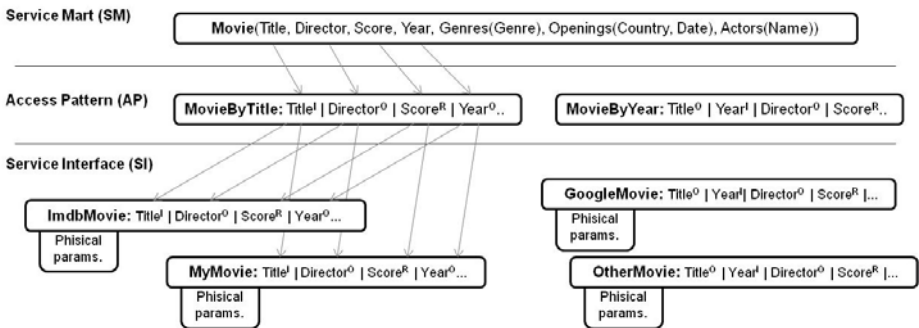 Service Mart (SM)
Movie(Title, Director, Score, Year, Genres(Genre), Openings(Country, Date), Actors(Name))
Access Pattern (AP)
MovieByTitle: Titleᴵ | Directorᴼ | Scoreᴿ | Yearᴼ..
MovieByYear: Titleᴼ | Yearᴵ | Directorᴼ | Scoreᴿ..
Service Interface (SI)
ImdbMovie: Titleᴵ | Directorᴼ | Scoreᴿ | Yearᴼ...
Phisical
params.
MyMovie: Titleᴵ | Directorᴼ | Scoreᴿ | Yearᴼ...
Phisical
params.
GoogleMovie: Titleᴼ | Yearᴵ| Directorᴼ | Scoreᴿ |...
Phisical
params.
OtherMovie: Titleᴼ | Yearᴵ | Directorᴼ | Scoreᴿ |...
Phisical
params.